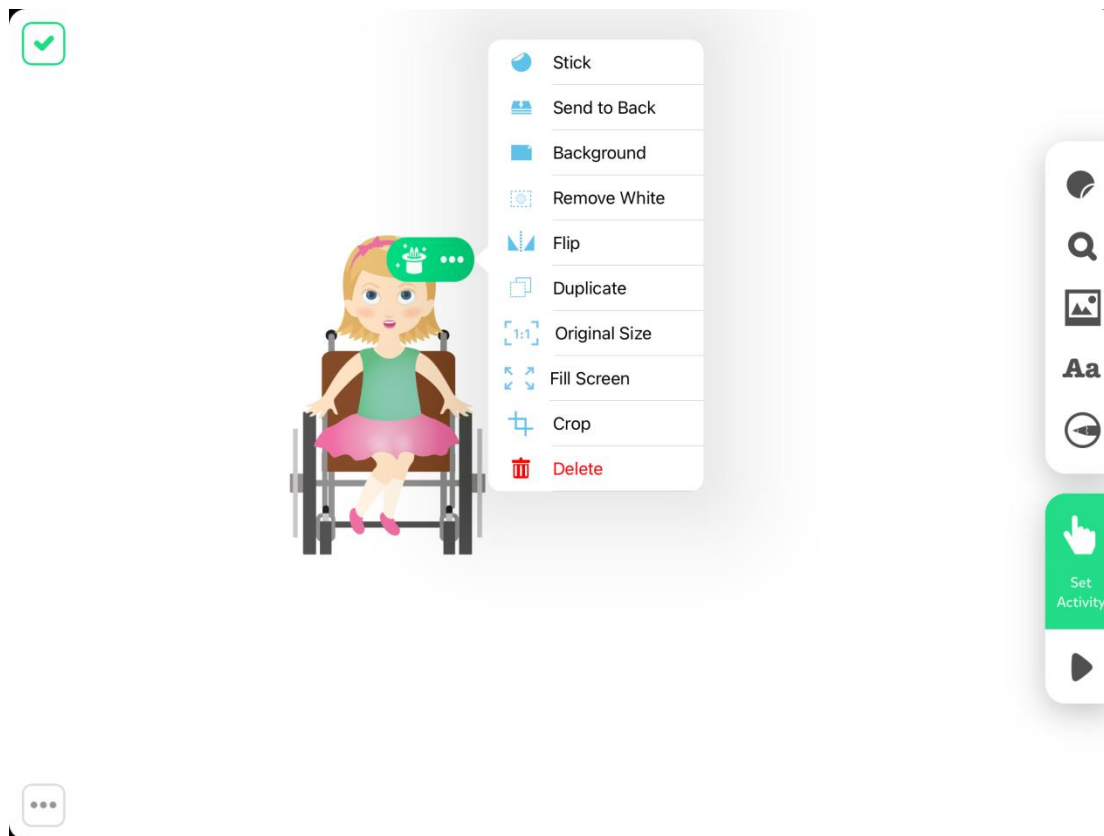 Stick
Send to Back
Background
Remove White
Flip
Duplicate
1:1 Original Size
Fill Screen
Crop
Delete
Aa
Set
Activity